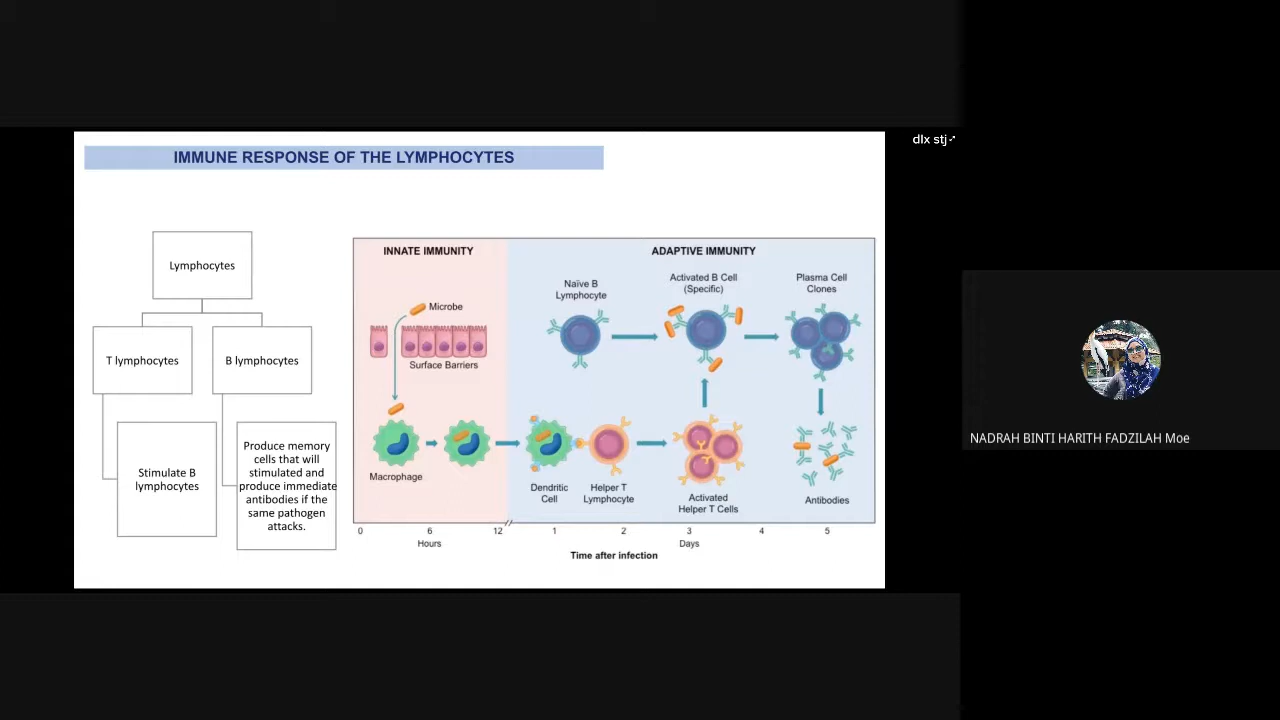 IMMUNE RESPONSE OF THE LYMPHOCYTES
Lymphocytes
T lymphocytes
B lymphocytes
Stimulate B
lymphocytes
Produce memory
cells that will
stimulated and
produce immediate
antibodies if the
same pathogen
attacks.
INNATE IMMUNITY
Microbe
Surface Barriers
Macrophage
ADAPTIVE IMMUNITY
Naïve B
Lymphocyte
Activated B Cell
(Specific)
Plasma Cell
Clones
Dendritic
Cell
Helper T
Lymphocyte
Activated
Helper T Cells
Antibodies
0 6 12 1 2 3 4 5
Hours Days
Time after infection
dlx stj
NADRAH BINTI HARITH FADZILAH Moe